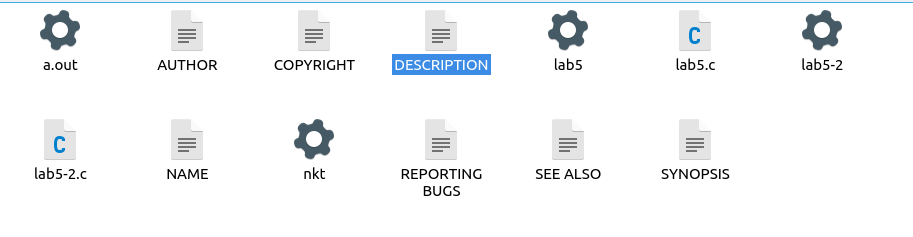 a.out
AUTHOR
COPYRIGHT
DESCRIPTION
lab5
C
lab5.c
lab5-2
C
lab5-2.c
NAME
nkt
REPORTING
BUGS
SEE ALSO
SYNOPSIS